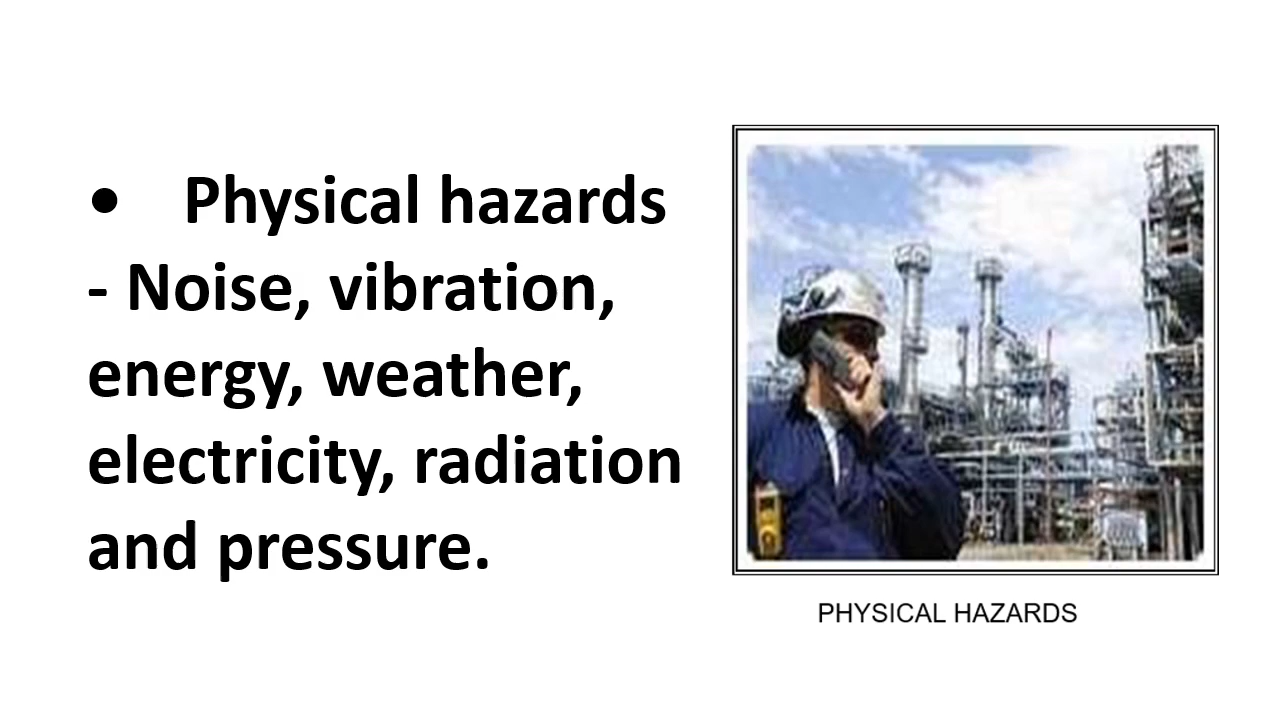 • Physical hazards
- Noise, vibration,
energy, weather,
electricity, radiation
and pressure.
PHYSICAL HAZARDS